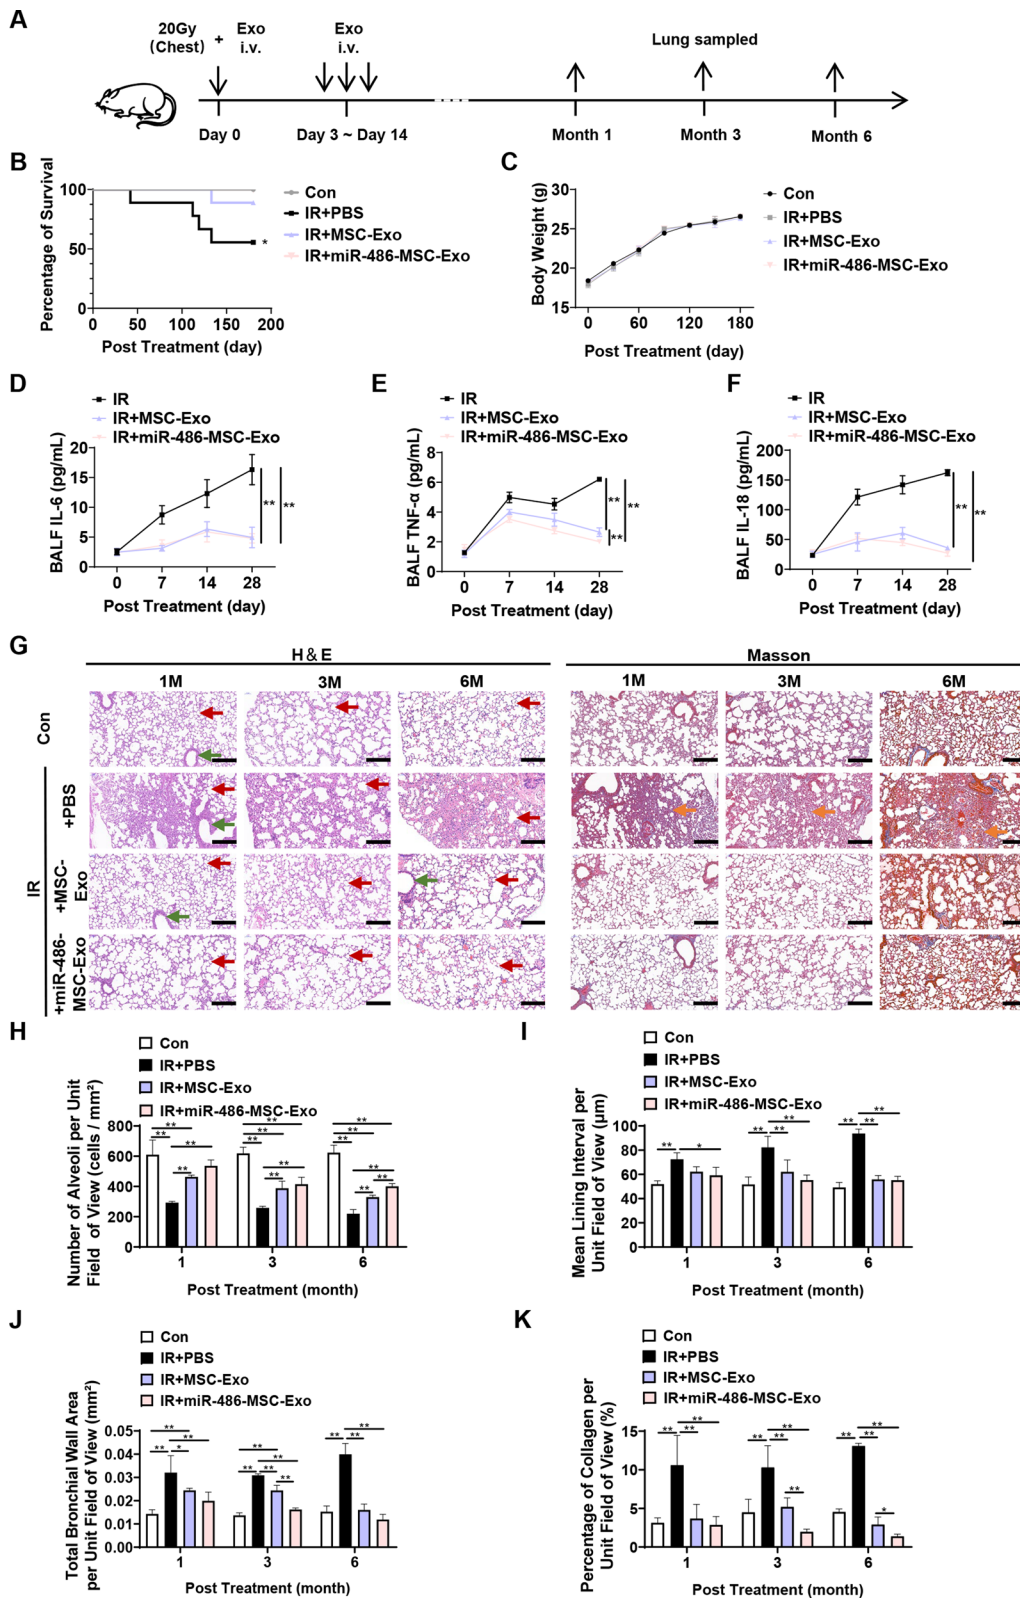 A
20Gy (Chest) + Exo i.v.
Exo i.v.
Lung sampled
Day 0
Day 3 ~ Day 14
Month 1
Month 3
Month 6
B
Percentage of Survival
100
50
0
0 50 100 150 200
Post Treatment (day)
Con
IR+PBS
IR+MSC-Exo
IR+miR-486-MSC-Exo
*
C
Body Weight (g)
30
25
20
15
0 60 120 180
Post Treatment (day)
Con
IR+PBS
IR+MSC-Exo
IR+miR-486-MSC-Exo
D
IR
IR+MSC-Exo
IR+miR-486-MSC-Exo
BALF IL-6 (pg/mL)
20
15
10
5
0
0 7 14 28
** **
Post Treatment (day)
E
IR
IR+MSC-Exo
IR+miR-486-MSC-Exo
BALF TNF-α (pg/mL)
8
6
4
2
0
0 7 14 28
** ** **
Post Treatment (day)
F
IR
IR+MSC-Exo
IR+miR-486-MSC-Exo
BALF IL-18 (pg/mL)
200
150
100
50
0
0 7 14 28
** **
Post Treatment (day)
G
H&E
Masson
1M 3M 6M 1M 3M 6M
Con
IR
+PBS
+MSC-Exo
+miR-486-MSC-Exo
H
Con
IR+PBS
IR+MSC-Exo
IR+miR-486-MSC-Exo
Number of Alveoli per Unit
Field of View (cells / mm²)
800
600
400
200
0
** ** ** **
** ** ** ** **
** ** ** ** ** **
1 3 6
Post Treatment (month)
I
Con
IR+PBS
IR+MSC-Exo
IR+miR-486-MSC-Exo
Mean Lining Interval per
Unit Field of View (μm)
100
80
60
40
20
0
** *
** ** **
** ** **
1 3 6
Post Treatment (month)
J
Con
IR+PBS
IR+MSC-Exo
IR+miR-486-MSC-Exo
Total Bronchial Wall Area
per Unit Field of View (mm²)
0.05
0.04
0.03
0.02
0.01
0.00
** ** ** *
** ** ** ** **
** ** **
1 3 6
Post Treatment (month)
K
Con
IR+PBS
IR+MSC-Exo
IR+miR-486-MSC-Exo
Percentage of Collagen per
Unit Field of View (%)
15
10
5
0
** ** **
** ** ** **
** ** ** *
1 3 6
Post Treatment (month)